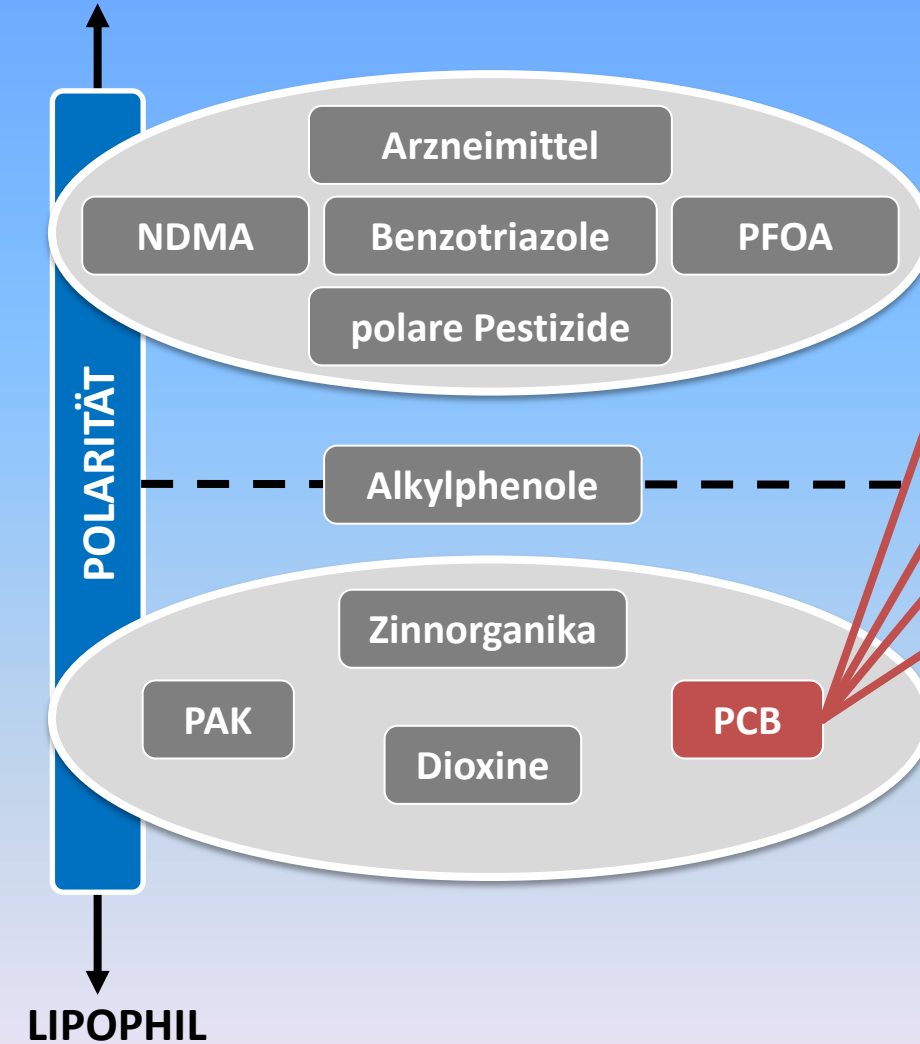 Arzneimittel
NDMA
Benzotriazole
PFOA
polare Pestizide
POLARITÄT
Alkylphenole
Zinnorganika
PAK
PCB
Dioxine
LIPOPHIL